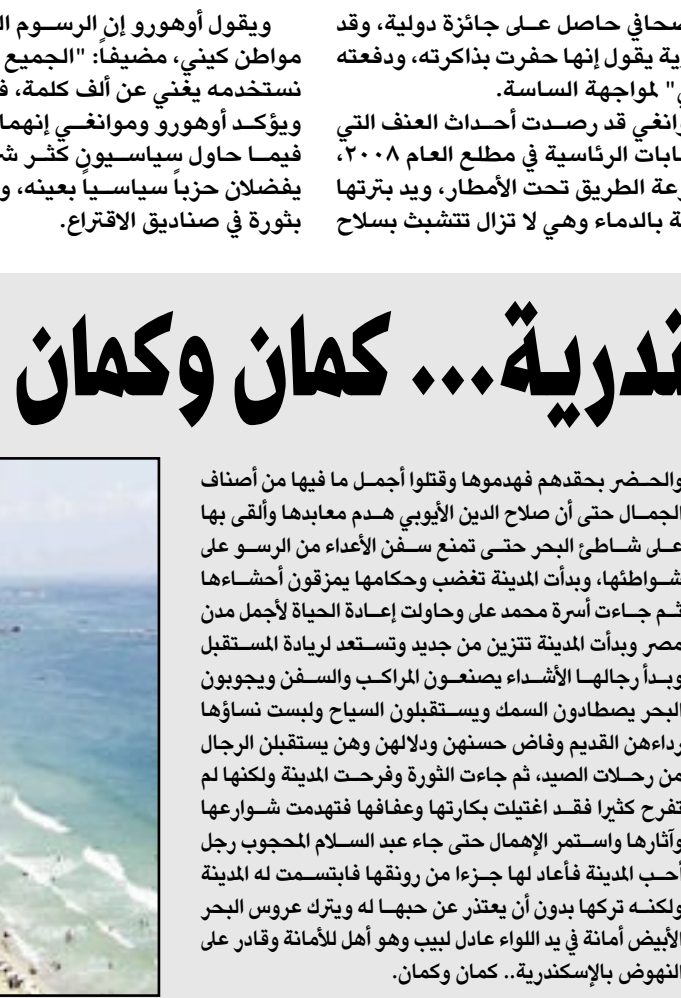 صحافي حاصل على جائزة دولية، وقد
ية يقول إنها حفرت بذاكرته، ودفعته
" لمواجهة الساسة.
وانغي قد رصدت أحداث العنف التي
ابات الرئاسية في مطلع العام ٢٠٠٨،
عة الطريق تحت الأمطار، ويد بترتها
ة بالدماء وهي لا تزال تتشبث بسلاح
ويقول أوهورو إن الرسوم ال
مواطن كيني، مضيفاً: "الجميع
نستخدمه يغني عن ألف كلمة، ف
ويؤكد أوهورو وموانغي إنهما
فيما حاول سياسيون كثر ش
يفضلان حزباً سياسياً بعينه، و
بثورة في صناديق الاقتراع.
ندرية... كمان وكمان
والحضر بحقدهم فهدموها وقتلوا أجمل ما فيها من أصناف
الجمال حتى أن صلاح الدين الأيوبي هدم معابدها وألقى بها
على شاطئ البحر حتى تمنع سفن الأعداء من الرسو على
شواطئها، وبدأت المدينة تغضب وحكامها يمزقون أحشاءها
ثم جاءت أسرة محمد على وحاولت إعادة الحياة لأجمل مدن
مصر وبدأت المدينة تتزين من جديد وتستعد لريادة المستقبل
وبدأ رجالها الأشداء يصنعون المراكب والسفن ويجوبون
البحر يصطادون السمك ويستقبلون السياح ولبست نساؤها
رداءهن القديم وفاض حسنهن ودلالهن وهن يستقبلن الرجال
من رحلات الصيد، ثم جاءت الثورة وفرحت المدينة ولكنها لم
تفرح كثيرا فقد اغتيلت بكارتها وعفافها فتهدمت شوارعها
وآثارها واستمر الإهمال حتى جاء عبد السلام المحجوب رجل
أحب المدينة فأعاد لها جزءا من رونقها فابتسمت له المدينة
ولكنه تركها بدون أن يعتذر عن حبها له ويترك عروس البحر
الأبيض أمانة في يد اللواء عادل لبيب وهو أهل للأمانة وقادر على
النهوض بالإسكندرية.. كمان وكمان.